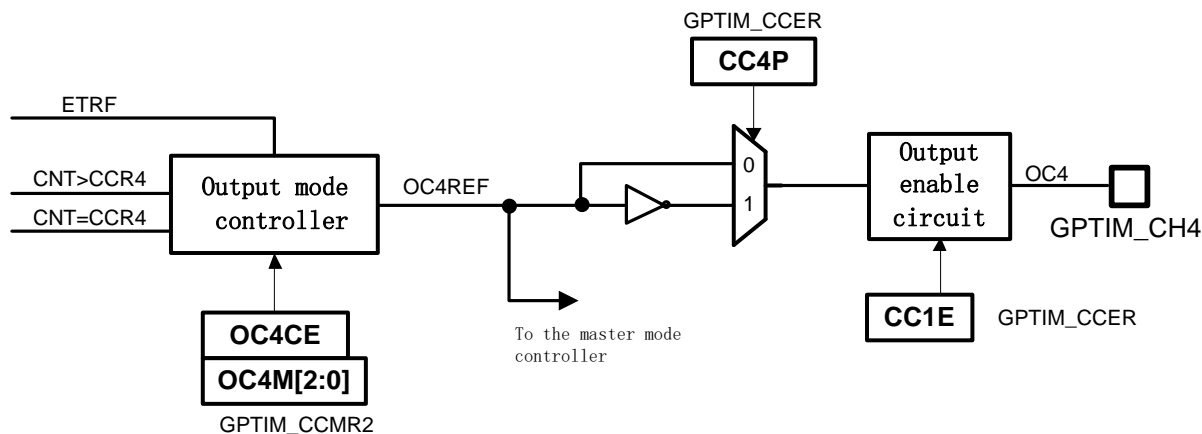 GPTIM_CCER
CC4P
ETRF
CNT>CCR4
CNT=CCR4
Output mode
controller
OC4REF
0
1
Output
enable
circuit
OC4
GPTIM_CH4
OC4CE
OC4M[2:0]
GPTIM_CCMR2
To the master mode
controller
CC1E
GPTIM_CCER